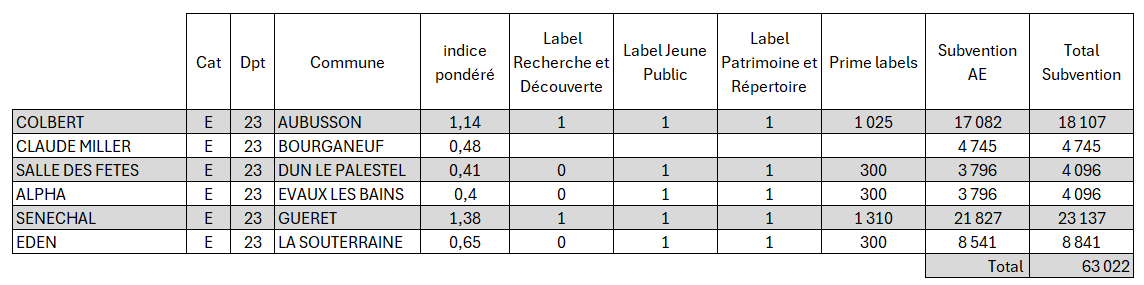 Cat Dpt Commune indice pondéré Label Recherche et Découverte Label Jeune Public Label Patrimoine et Répertoire Prime labels Subvention AE Total Subvention
COLBERT E 23 AUBUSSON 1,14 1 1 1 1 025 17 082 18 107
CLAUDE MILLER E 23 BOURGANEUF 0,48 4 745 4 745
SALLE DES FETES E 23 DUN LE PALESTEL 0,41 0 1 1 300 3 796 4 096
ALPHA E 23 EVAUX LES BAINS 0,4 0 1 1 300 3 796 4 096
SENECHAL E 23 GUERET 1,38 1 1 1 1 310 21 827 23 137
EDEN E 23 LA SOUTERRAINE 0,65 0 1 1 300 8 541 8 841
Total 63 022